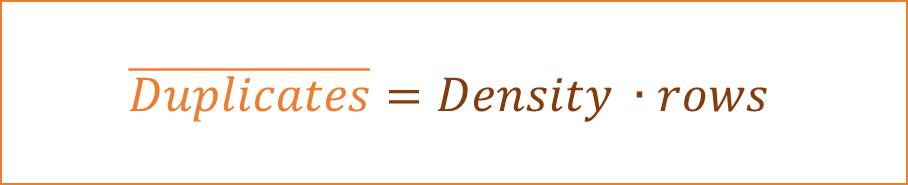 Duplicates = Density · rows